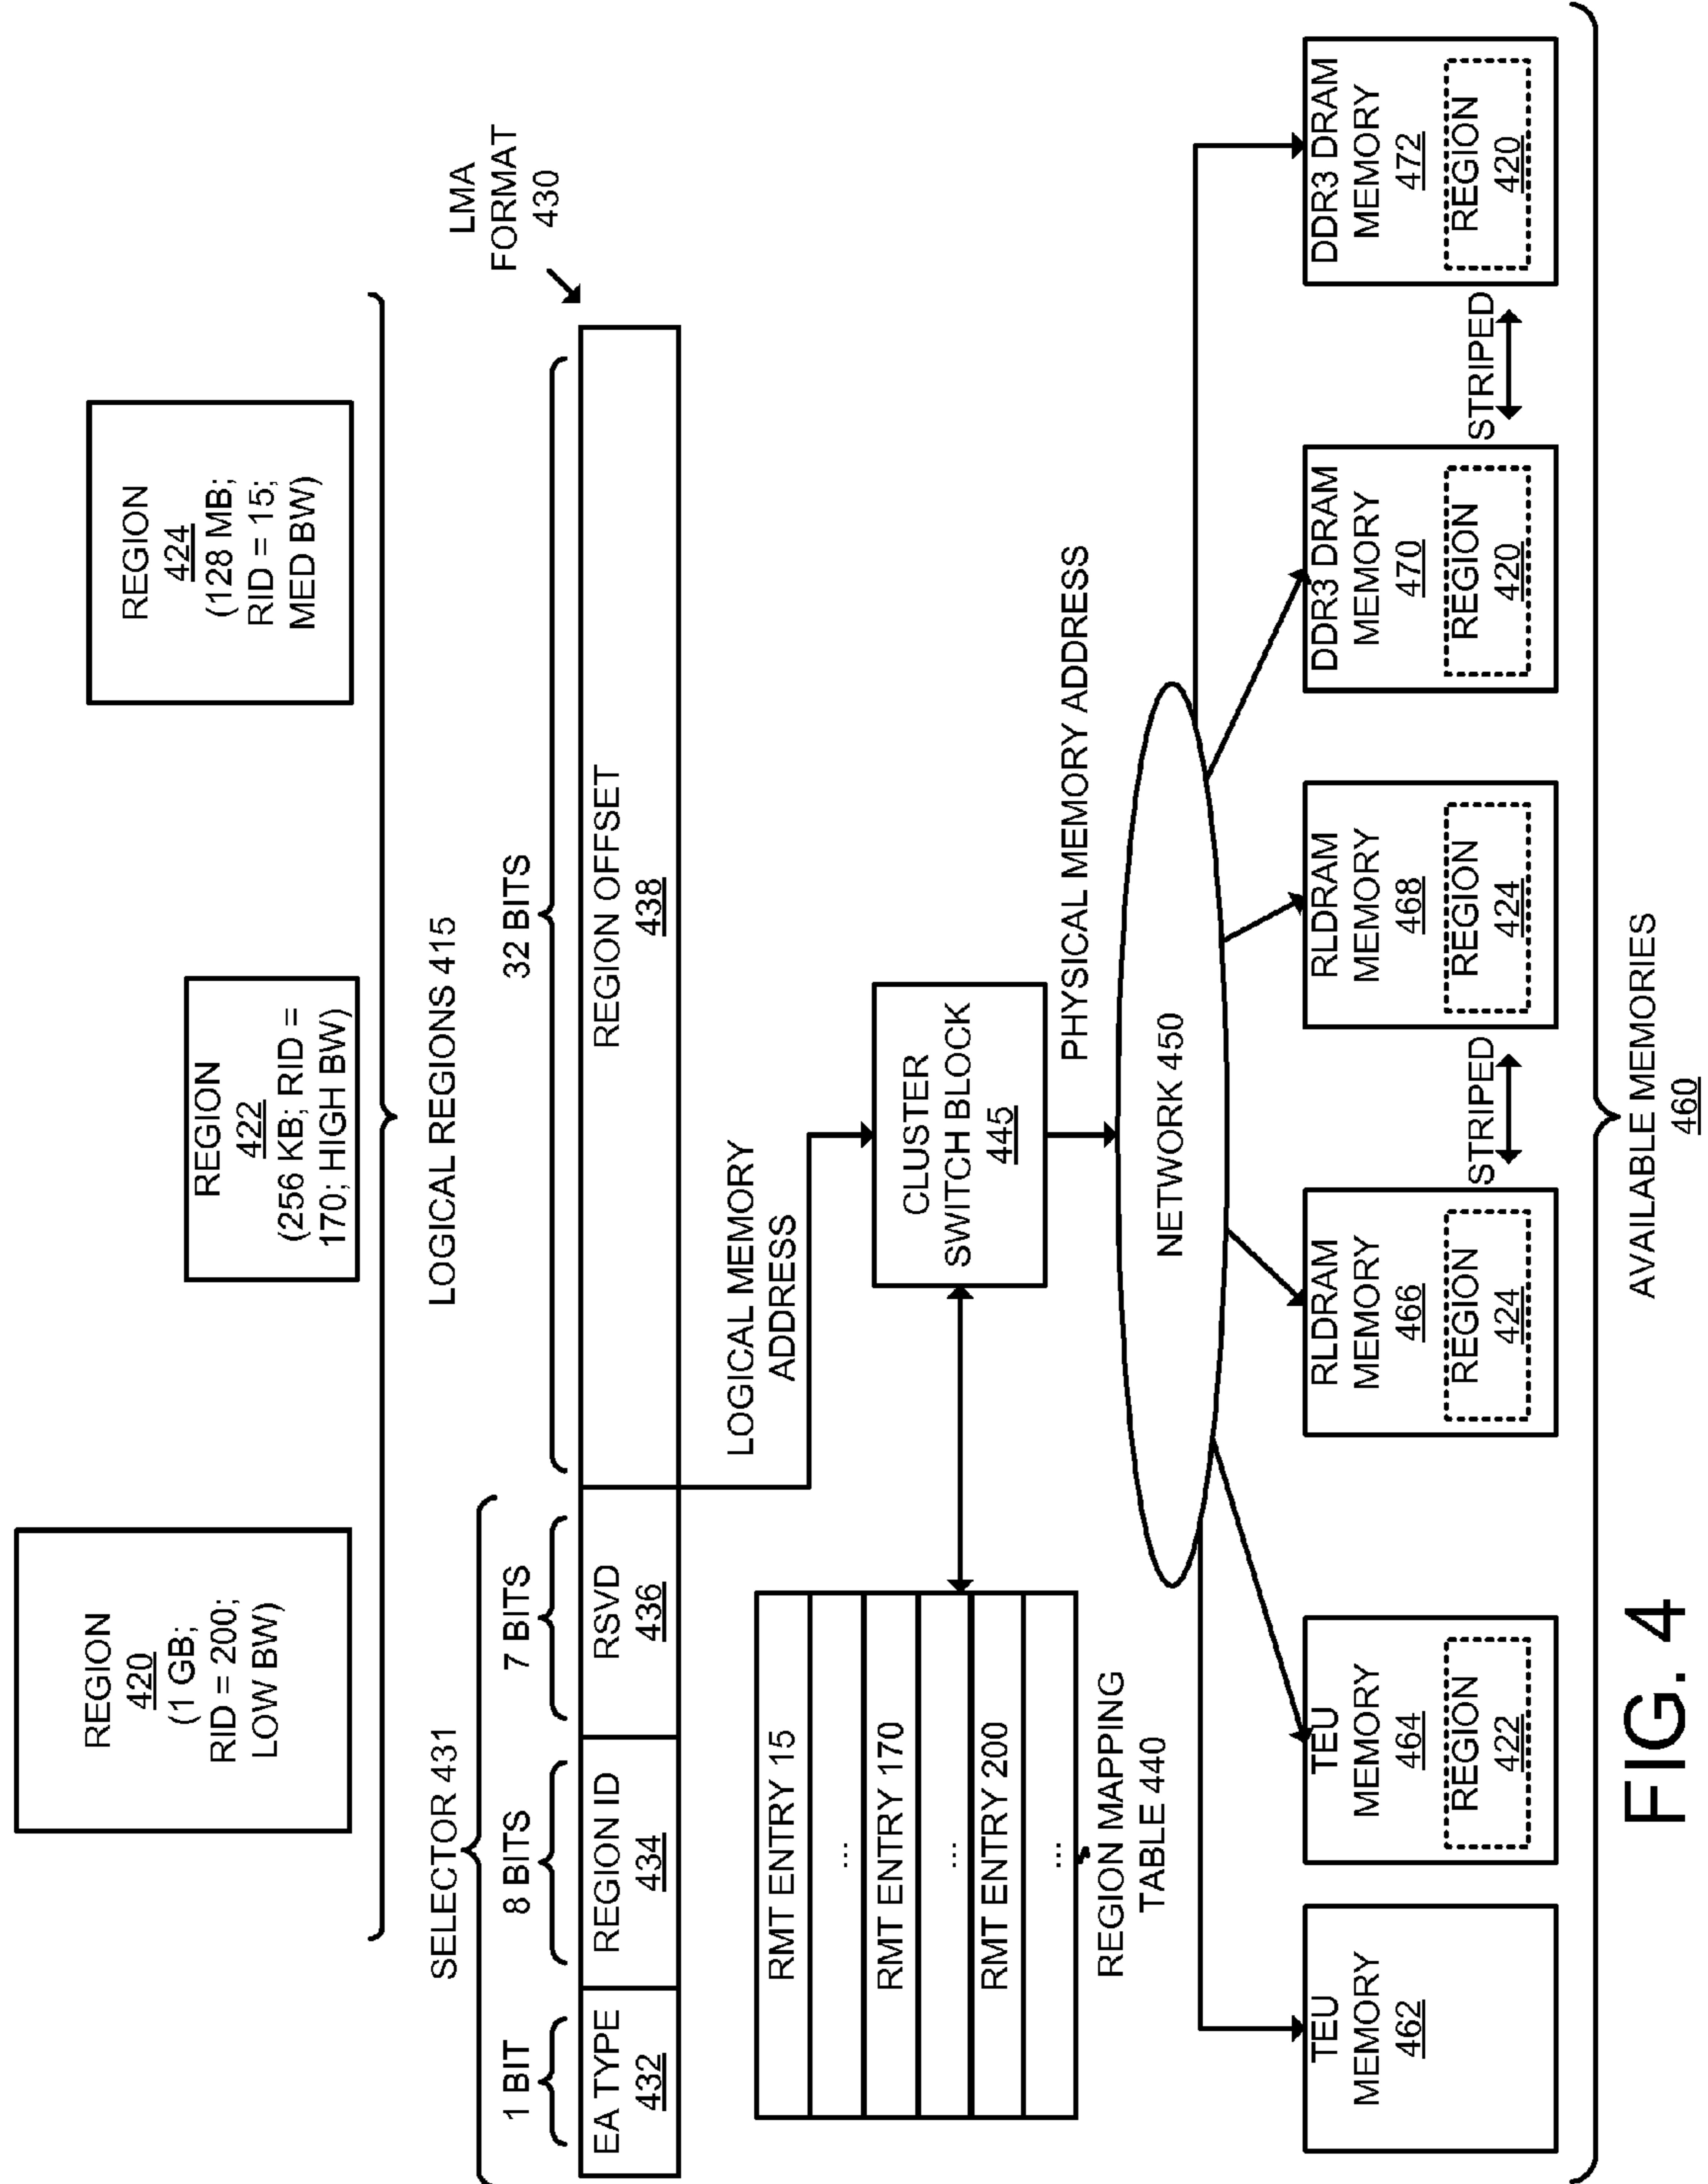 REGION
420
(1 GB;
RID = 200;
LOW BW)
REGION
422
(256 KB; RID =
170; HIGH BW)
REGION
424
(128 MB;
RID = 15;
MED BW)
LOGICAL REGIONS 415
LMA
FORMAT
430
SELECTOR 431
1 BIT
8 BITS
7 BITS
32 BITS
EA TYPE
432
REGION ID
434
RSVD
436
REGION OFFSET
438
LOGICAL MEMORY
ADDRESS
RMT ENTRY 15
...
RMT ENTRY 170
...
RMT ENTRY 200
...
REGION MAPPING
TABLE 440
CLUSTER
SWITCH BLOCK
445
PHYSICAL MEMORY ADDRESS
NETWORK 450
TEU
MEMORY
462
TEU
MEMORY
464
REGION
422
RLDRAM
MEMORY
466
REGION
424
STRIPED
RLDRAM
MEMORY
468
REGION
424
DDR3 DRAM
MEMORY
470
REGION
420
STRIPED
DDR3 DRAM
MEMORY
472
REGION
420
AVAILABLE MEMORIES
460
FIG. 4